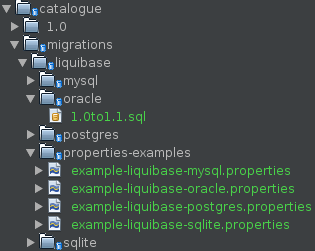 catalogue
1.0
migrations
liquibase
mysql
oracle
1.0to1.1.sql
postgres
properties-examples
example-liquibase-mysql.properties
example-liquibase-oracle.properties
example-liquibase-postgres.properties
example-liquibase-sqlite.properties
sqlite